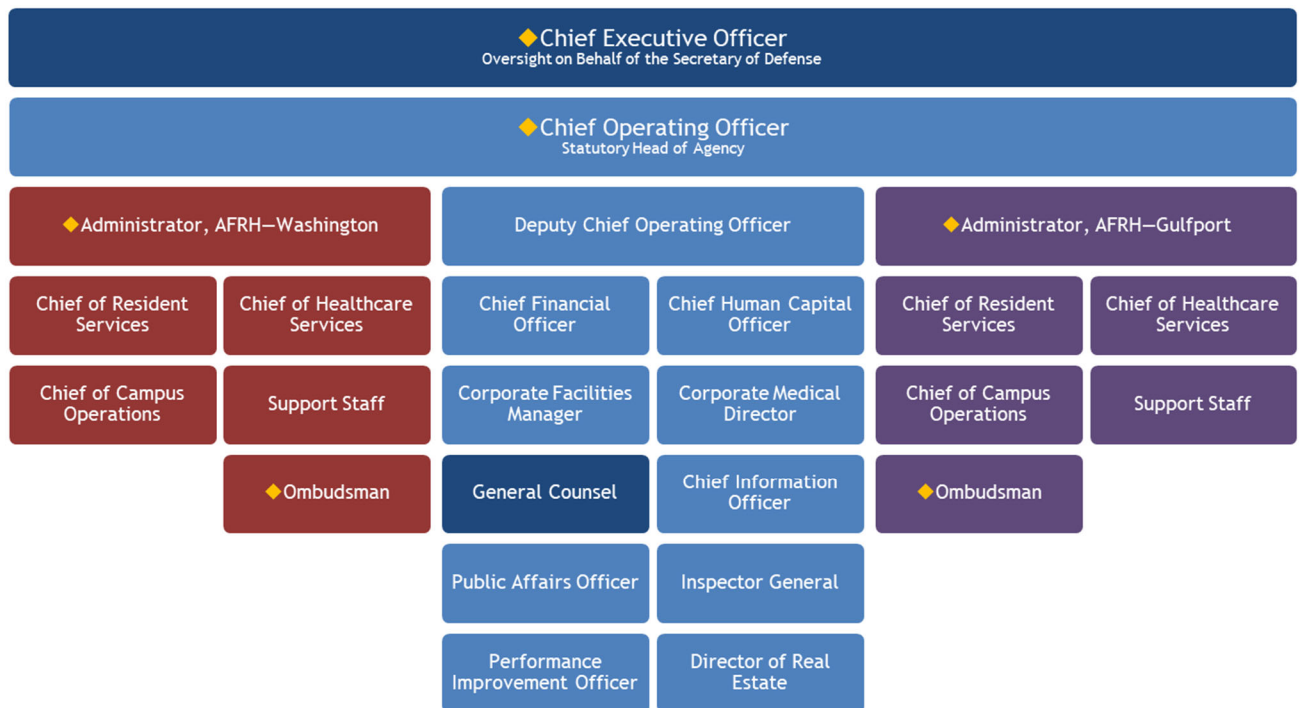 ◆Chief Executive Officer
Oversight on Behalf of the Secretary of Defense
◆Chief Operating Officer
Statutory Head of Agency
◆Administrator, AFRH—Washington
Deputy Chief Operating Officer
◆Administrator, AFRH—Gulfport
Chief of Resident
Services
Chief of Healthcare
Services
Chief Financial
Officer
Chief Human Capital
Officer
Chief of Resident
Services
Chief of Healthcare
Services
Chief of Campus
Operations
Support Staff
Corporate Facilities
Manager
Corporate Medical
Director
Chief of Campus
Operations
Support Staff
◆Ombudsman
General Counsel
Chief Information
Officer
◆Ombudsman
Public Affairs Officer
Inspector General
Performance
Improvement Officer
Director of Real
Estate